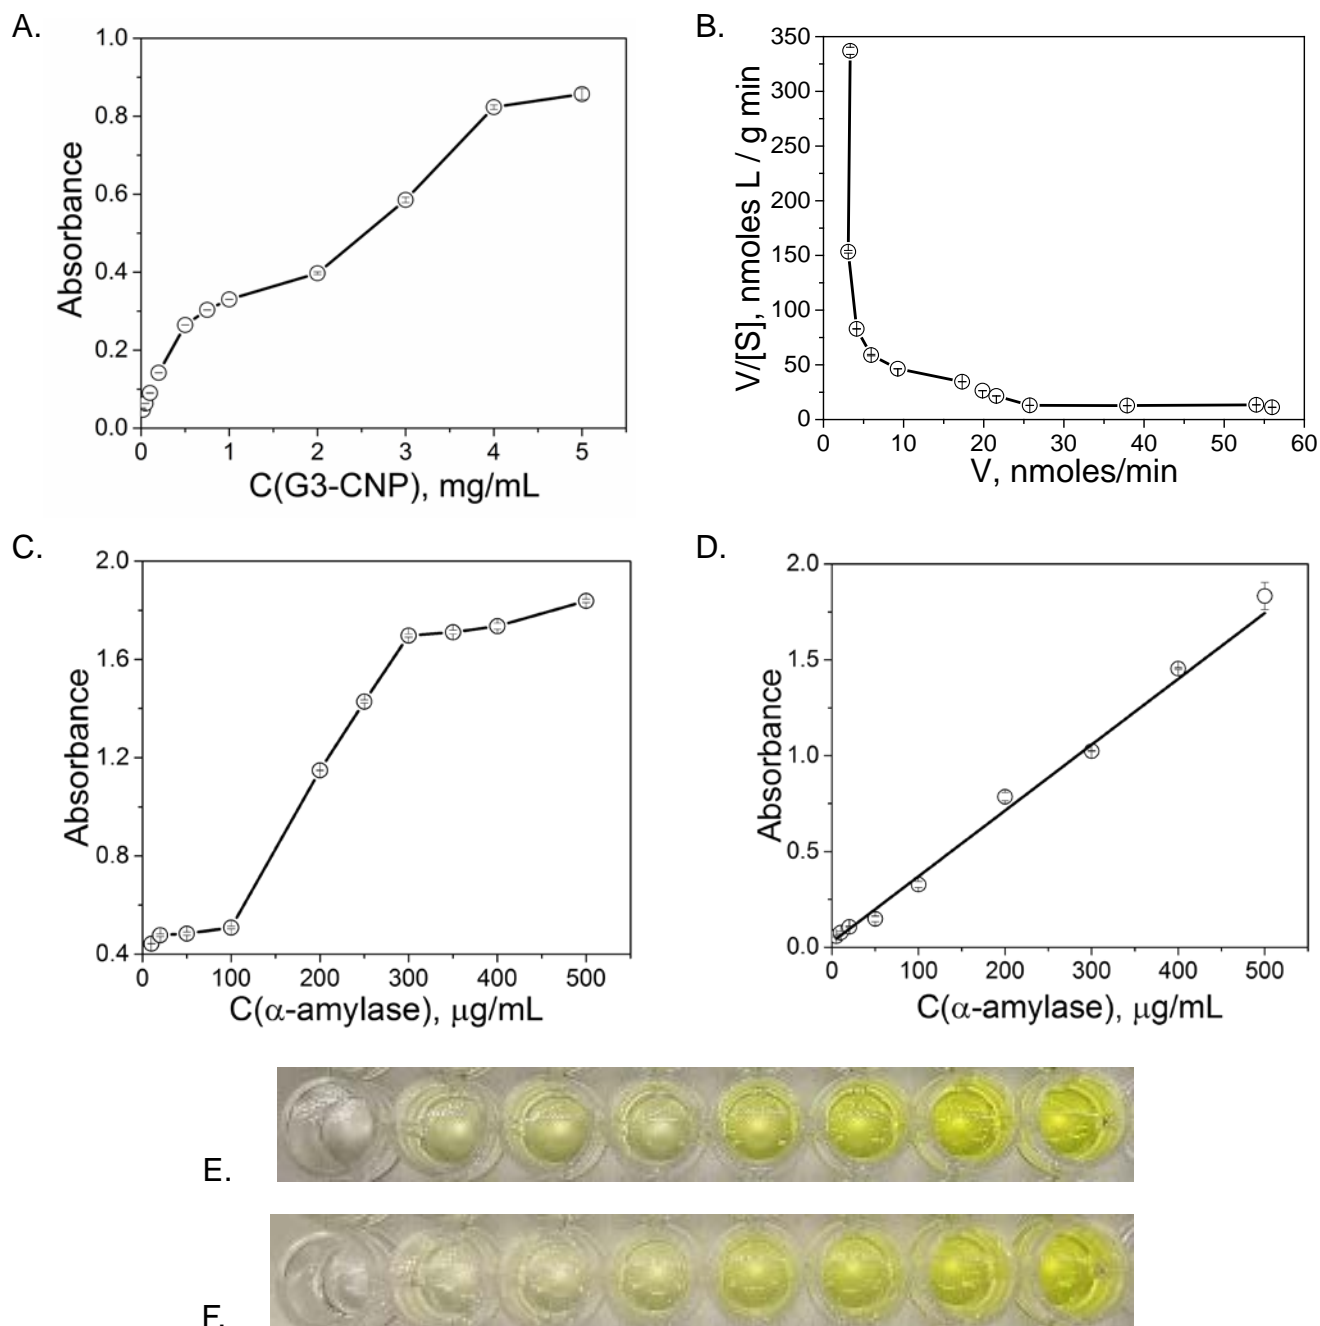 A.
1.0
0.8
0.6
0.4
0.2
0.0
0 1 2 3 4 5
Absorbance
C(G3-CNP), mg/mL
B.
350
300
250
200
150
100
50
0
0 10 20 30 40 50 60
V/[S], nmoles L / g min
V, nmoles/min
C.
2.0
1.6
1.2
0.8
0.4
0 100 200 300 400 500
Absorbance
C(α-amylase), μg/mL
D.
2.0
1.5
1.0
0.5
0.0
0 100 200 300 400 500
Absorbance
C(α-amylase), μg/mL
E.
F.